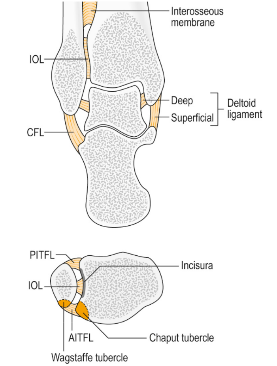 Interosseous
membrane
IOL
Deep
Superficial
Deltoid
ligament
CFL
PITFL
Incisura
IOL
AITFL
Chaput tubercle
Wagstaffe tubercle